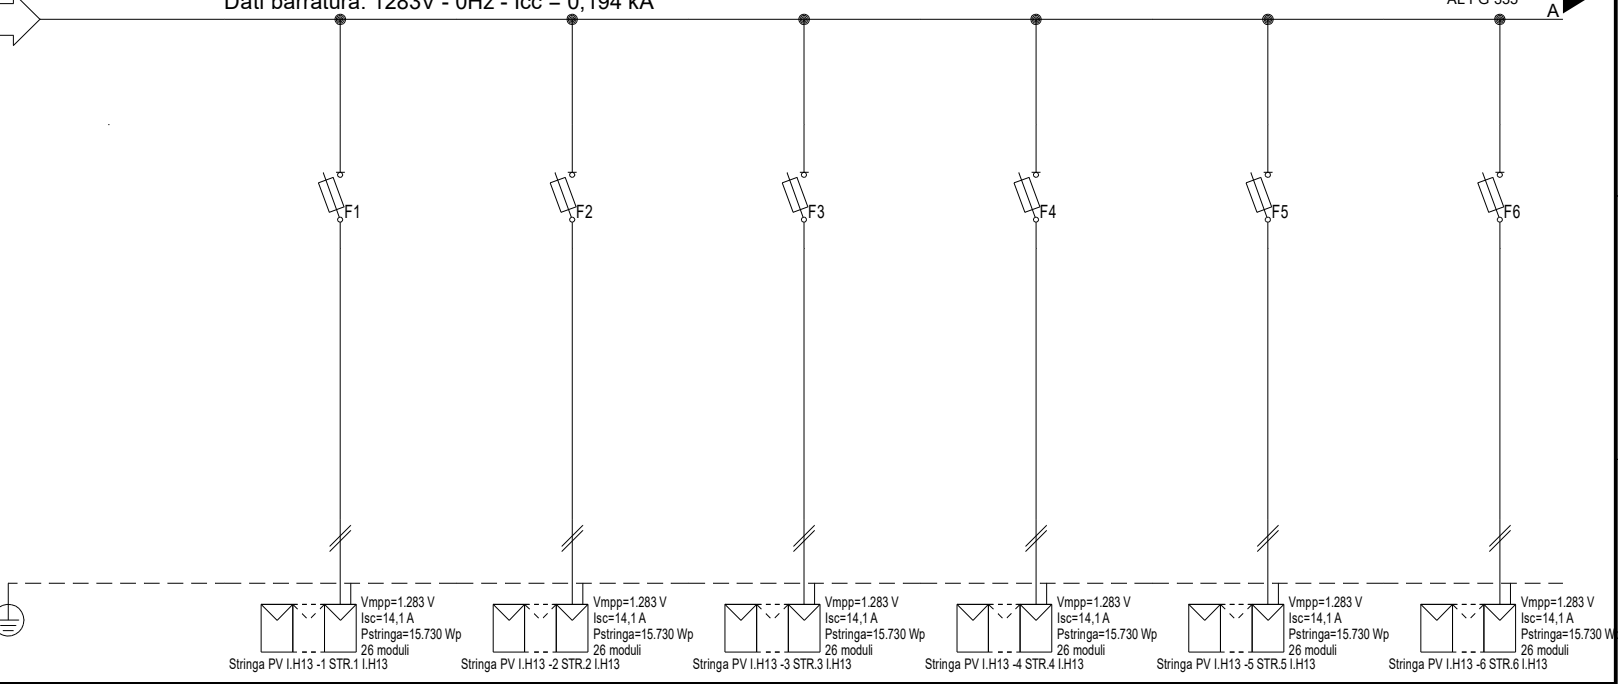 Dati barratura: 1283V - 0Hz - Icc = 0,194 kA
A
F1
F2
F3
F4
F5
F6
Vmpp=1.283 V
Isc=14,1 A
Pstringa=15.730 Wp
26 moduli
Stringa PV I.H13 -1 STR.1 I.H13
Vmpp=1.283 V
Isc=14,1 A
Pstringa=15.730 Wp
26 moduli
Stringa PV I.H13 -2 STR.2 I.H13
Vmpp=1.283 V
Isc=14,1 A
Pstringa=15.730 Wp
26 moduli
Stringa PV I.H13 -3 STR.3 I.H13
Vmpp=1.283 V
Isc=14,1 A
Pstringa=15.730 Wp
26 moduli
Stringa PV I.H13 -4 STR.4 I.H13
Vmpp=1.283 V
Isc=14,1 A
Pstringa=15.730 Wp
26 moduli
Stringa PV I.H13 -5 STR.5 I.H13
Vmpp=1.283 V
Isc=14,1 A
Pstringa=15.730 W
26 moduli
Stringa PV I.H13 -6 STR.6 I.H13